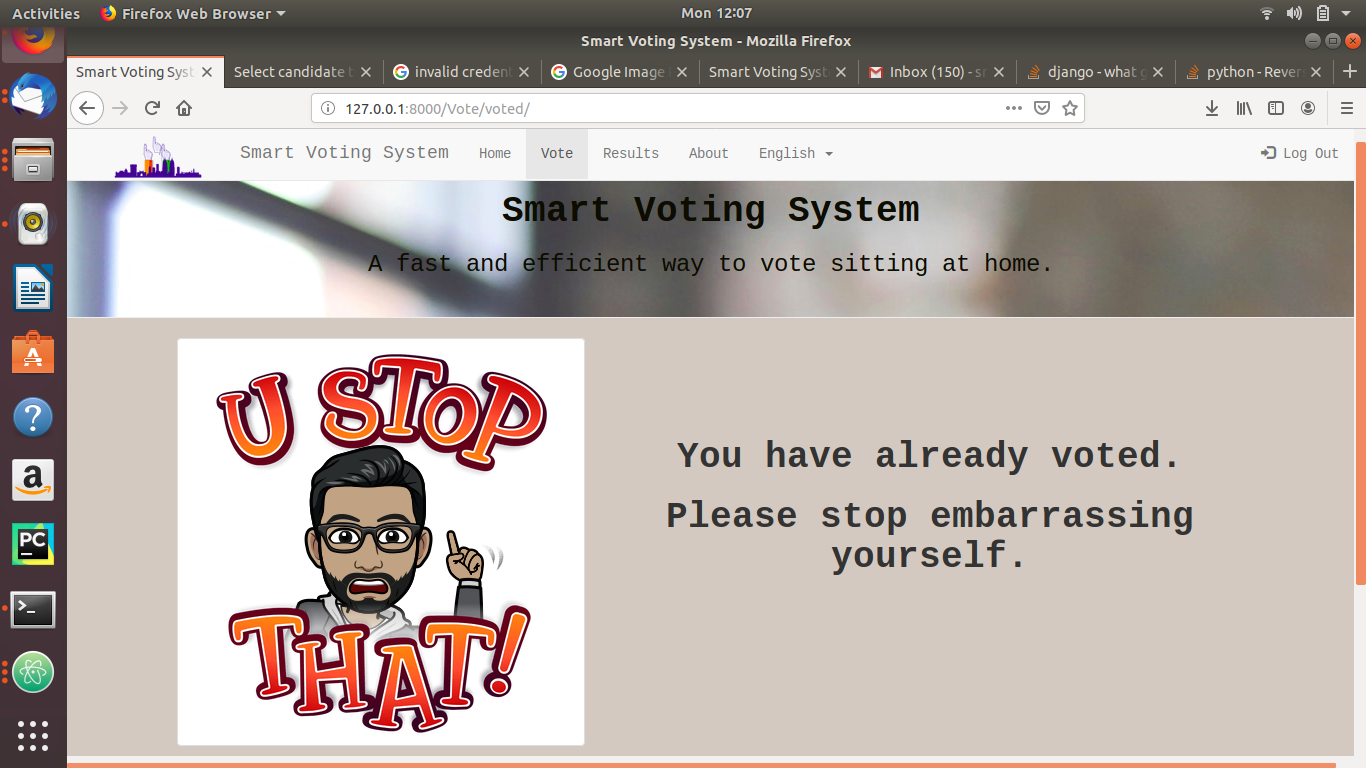 Activities Firefox Web Browser Mon 12:07
Smart Voting System - Mozilla Firefox
Smart Voting Syst Select candidate invalid creden Google Image Smart Voting Syst Inbox (150) - django - what python - Rever
127.0.0.1:8000/Vote/voted/
Smart Voting System Home Vote Results About English Log Out
Smart Voting System
A fast and efficient way to vote sitting at home.
U STOP
THAT!
You have already voted.
Please stop embarrassing
yourself.
a
PC